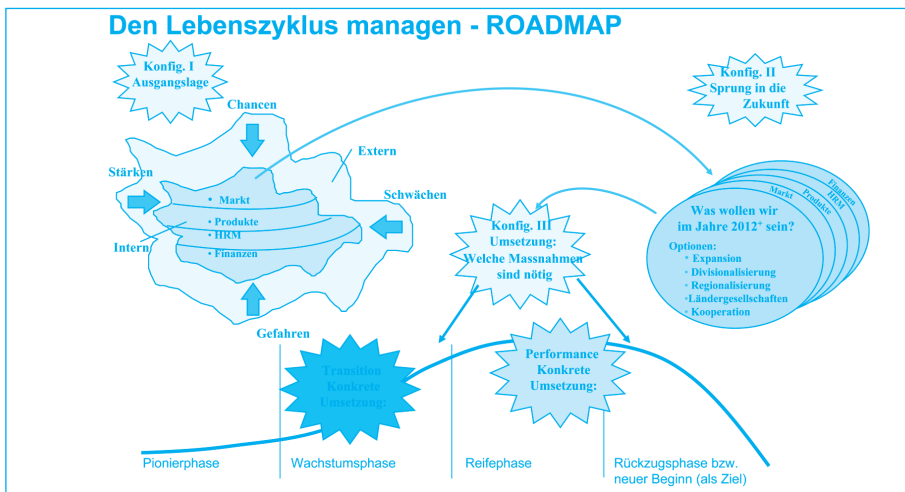 Den Lebenszyklus managen - ROADMAP
Konfig. I
Ausgangslage
Konfig. II
Sprung in die
Zukunft
Chancen
Extern
Stärken
Schwächen
• Markt
• Produkte
• HRM
• Finanzen
Intern
Gefahren
Konfig. III
Umsetzung:
Welche Massnahmen
sind nötig
Finanzen
HRM
Produkte
Markt
Was wollen wir
im Jahre 2012⁺ sein?
Optionen:
• Expansion
• Divisionalisierung
• Regionalisierung
•Ländergesellschaften
• Kooperation
Transition
Konkrete
Umsetzung:
Performance
Konkrete
Umsetzung:
Pionierphase
Wachstumsphase
Reifephase
Rückzugsphase bzw.
neuer Beginn (als Ziel)